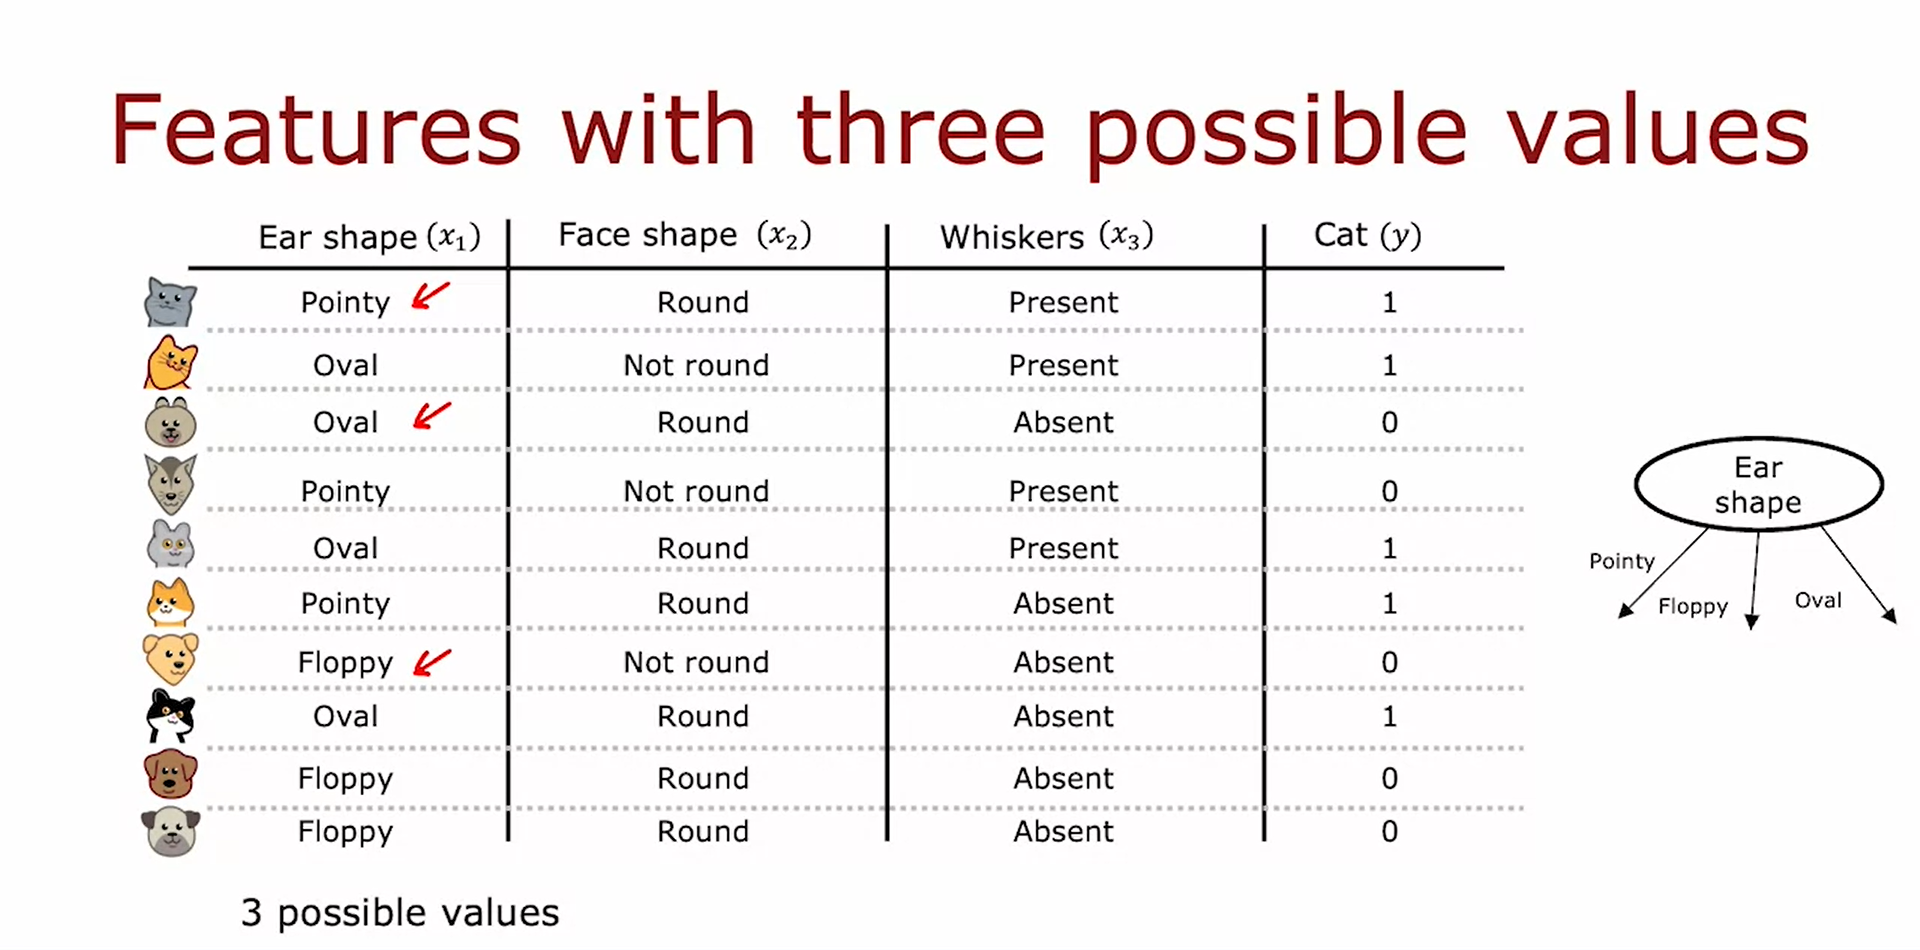 Features with three possible values
Ear shape (x₁) Face shape (x₂) Whiskers (x₃) Cat (y)
Pointy Round Present 1
Oval Not round Present 1
Oval Round Absent 0
Pointy Not round Present 0
Oval Round Present 1
Pointy Round Absent 1
Floppy Not round Absent 0
Oval Round Absent 1
Floppy Round Absent 0
Floppy Round Absent 0
3 possible values
Ear
shape
Pointy
Floppy
Oval